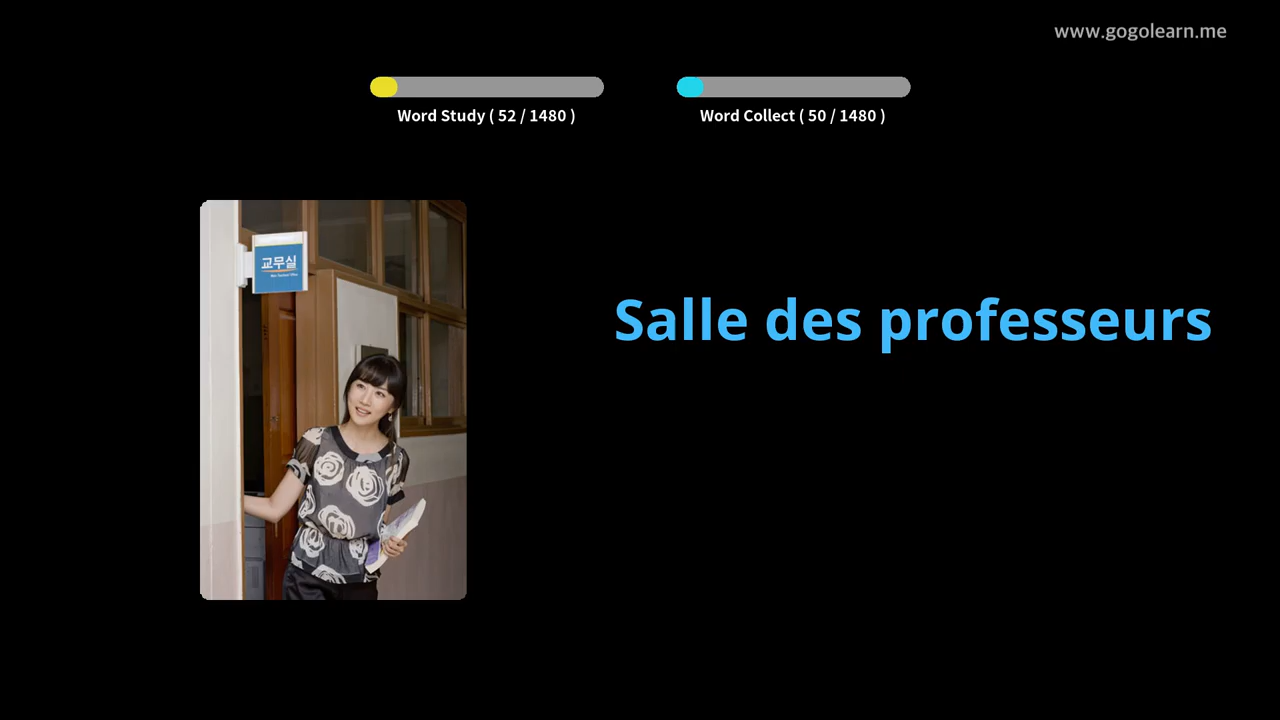 www.gogolearn.me
Word Study ( 52 / 1480 )
Word Collect ( 50 / 1480 )
교무실
Salle des professeurs